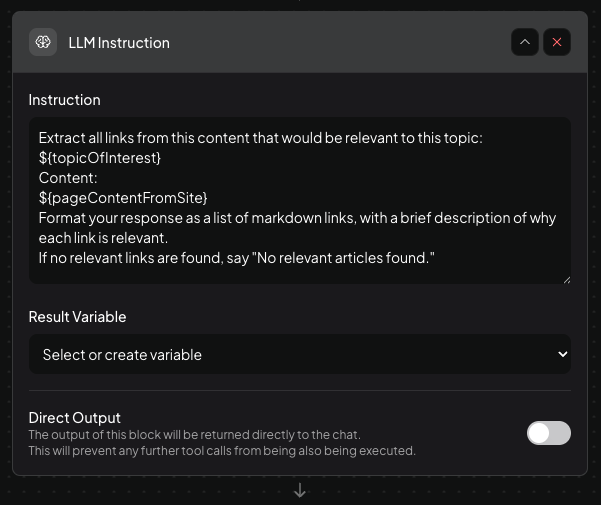 LLM Instruction
Instruction
Extract all links from this content that would be relevant to this topic:
${topicOfInterest}
Content:
${pageContentFromSite}
Format your response as a list of markdown links, with a brief description of why
each link is relevant.
If no relevant links are found, say "No relevant articles found."
Result Variable
Select or create variable
Direct Output
The output of this block will be returned directly to the chat.
This will prevent any further tool calls from being also being executed.